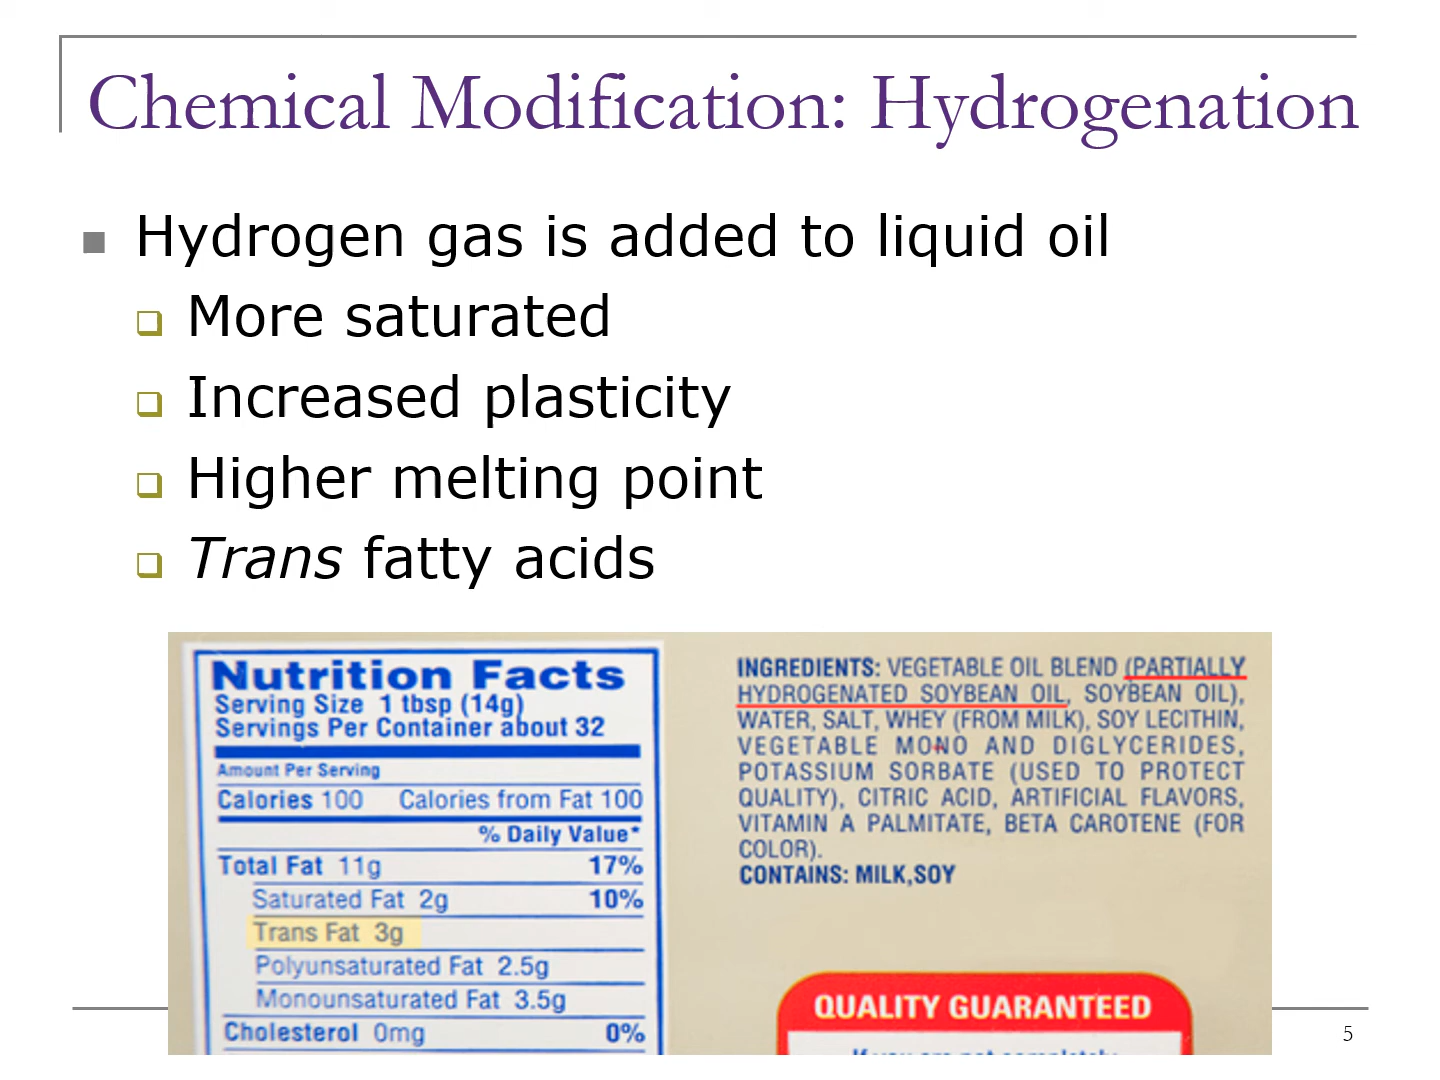 Chemical Modification: Hydrogenation
Hydrogen gas is added to liquid oil
More saturated
Increased plasticity
Higher melting point
Trans fatty acids
Nutrition Facts
Serving Size 1 tbsp (14g)
Servings Per Container about 32
Amount Per Serving
Calories 100 Calories from Fat 100
% Daily Value*
Total Fat 11g 17%
Saturated Fat 2g 10%
Trans Fat 3g
Polyunsaturated Fat 2.5g
Monounsaturated Fat 3.5g
Cholesterol 0mg 0%
INGREDIENTS: VEGETABLE OIL BLEND (PARTIALLY
HYDROGENATED SOYBEAN OIL, SOYBEAN OIL),
WATER, SALT, WHEY (FROM MILK), SOY LECITHIN,
VEGETABLE MONO AND DIGLYCERIDES,
POTASSIUM SORBATE (USED TO PROTECT
QUALITY), CITRIC ACID, ARTIFICIAL FLAVORS,
VITAMIN A PALMITATE, BETA CAROTENE (FOR
COLOR).
CONTAINS: MILK,SOY
QUALITY GUARANTEED
If you are not completely
5